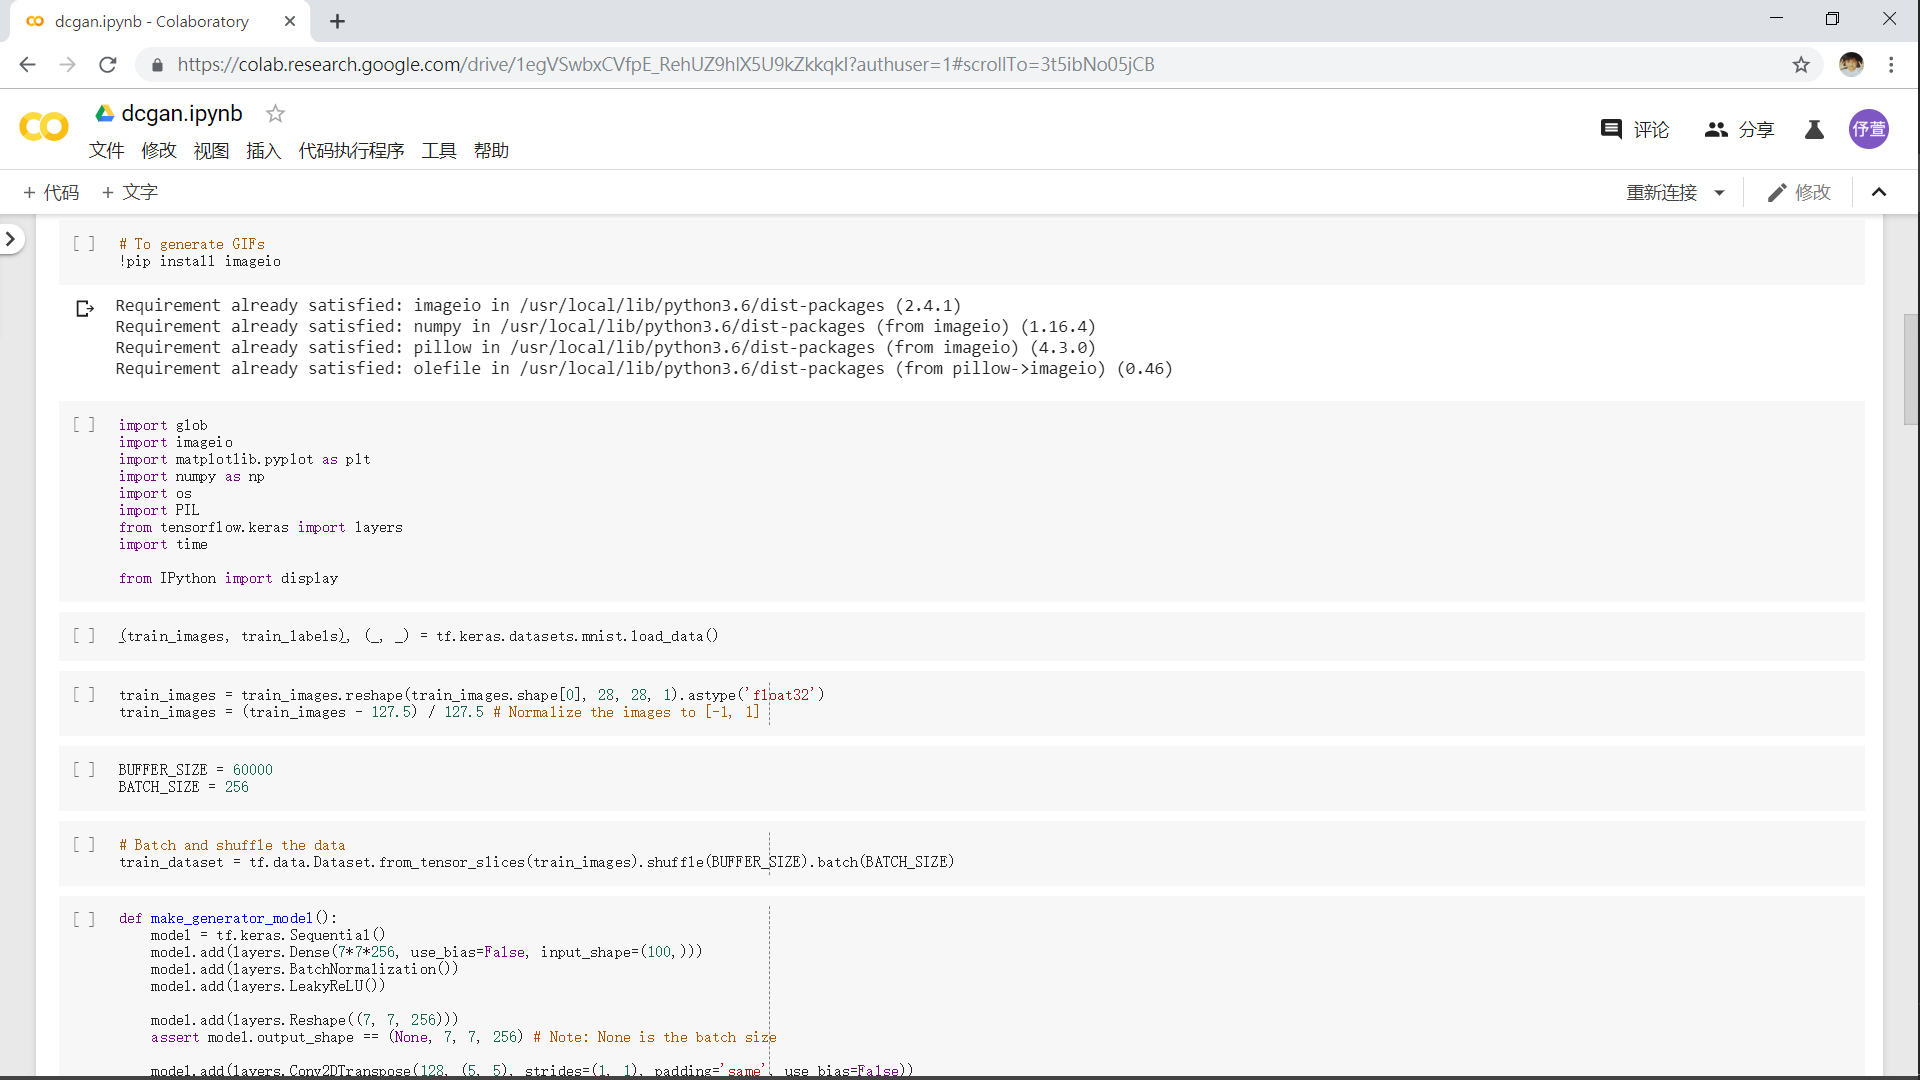 dcgan.ipynb - Colaboratory
https://colab.research.google.com/drive/1egVSwbxCVfpE_RehUZ9hlX5U9kZkkqkI?authuser=1#scrollTo=3t5ibNo05jCB
dcgan.ipynb
评论 分享 伃萱
文件 修改 视图 插入 代码执行程序 工具 帮助
+ 代码 + 文字 重新连接 修改
[ ] # To generate GIFs
!pip install imageio
Requirement already satisfied: imageio in /usr/local/lib/python3.6/dist-packages (2.4.1)
Requirement already satisfied: numpy in /usr/local/lib/python3.6/dist-packages (from imageio) (1.16.4)
Requirement already satisfied: pillow in /usr/local/lib/python3.6/dist-packages (from imageio) (4.3.0)
Requirement already satisfied: olefile in /usr/local/lib/python3.6/dist-packages (from pillow->imageio) (0.46)
[ ] import glob
import imageio
import matplotlib.pyplot as plt
import numpy as np
import os
import PIL
from tensorflow.keras import layers
import time
from IPython import display
[ ] (train_images, train_labels), (_, _) = tf.keras.datasets.mnist.load_data()
[ ] train_images = train_images.reshape(train_images.shape[0], 28, 28, 1).astype('float32')
train_images = (train_images - 127.5) / 127.5 # Normalize the images to [-1, 1]
[ ] BUFFER_SIZE = 60000
BATCH_SIZE = 256
[ ] # Batch and shuffle the data
train_dataset = tf.data.Dataset.from_tensor_slices(train_images).shuffle(BUFFER_SIZE).batch(BATCH_SIZE)
[ ] def make_generator_model():
model = tf.keras.Sequential()
model.add(layers.Dense(7*7*256, use_bias=False, input_shape=(100,)))
model.add(layers.BatchNormalization())
model.add(layers.LeakyReLU())
model.add(layers.Reshape((7, 7, 256)))
assert model.output_shape == (None, 7, 7, 256) # Note: None is the batch size
model.add(layers.Conv2DTranspose(128, (5, 5), strides=(1, 1), padding='same', use_bias=False))